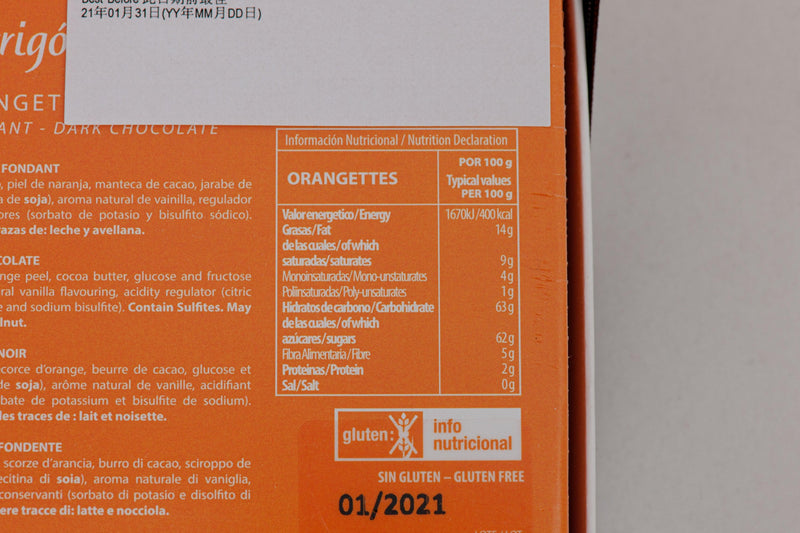 21年01月31日(YY年MM月DD日)
rigó
NGET
ANT - DARK CHOCOLATE
FONDANT
, piel de naranja, manteca de cacao, jarabe de
a de soja), aroma natural de vainilla, regulador
ores (sorbato de potasio y bisulfito sódico).
razas de: leche y avellana.
COLATE
nge peel, cocoa butter, glucose and fructose
ral vanilla flavouring, acidity regulator (citric
e and sodium bisulfite). Contain Sulfites. May
lnut.
NOIR
corce d'orange, beurre de cacao, glucose et
de soja), arôme natural de vanille, acidifiant
rbate de potassium et bisulfite de sodium).
les traces de : lait et noisette.
FONDENTE
scorze d'arancia, burro di cacao, sciroppo de
ecitina di soia), aroma naturale di vaniglia,
conservanti (sorbato di potasio e disolfito di
ere tracce di: latte e nocciola.
Información Nutricional / Nutrition Declaration
ORANGETTES
POR 100 g
Typical values
PER 100 g
Valor energetico/Energy 1670kJ/400 kcal
Grasas/Fat 14g
de las cuales/of which
saturadas/saturates 9g
Monoinsaturadas/Mono-unstaturates 4g
Poliinsaturadas/Poly-unsaturates 1g
Hidratos de carbono/Carbohidrate 63g
de las cuales/of which
azúcares/sugars 62g
Fibra Alimentaria/Fibre 5g
Proteinas/Protein 2g
Sal/Salt 0g
gluten:
info
nutricional
SIN GLUTEN – GLUTEN FREE
01/2021